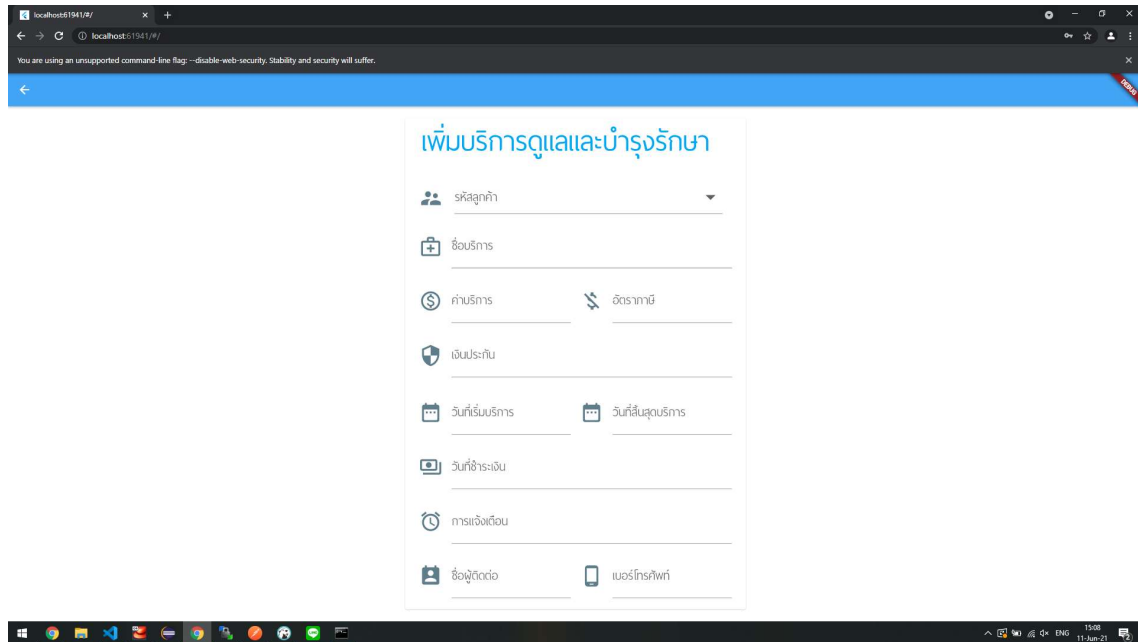 localhost:61941/#/
localhost:61941/#/
You are using an unsupported command-line flag: --disable-web-security. Stability and security will suffer.
DEBUG
เพิ่มบริการดูแลและบำรุงรักษา
รหัสลูกค้า
ชื่อบริการ
ค่าบริการ อัตราภาษี
เงินประกัน
วันที่เริ่มบริการ วันที่สิ้นสุดบริการ
วันที่ชำระเงิน
การแจ้งเตือน
ชื่อผู้ติดต่อ เบอร์โทรศัพท์
ENG 15:08
11-Jun-21